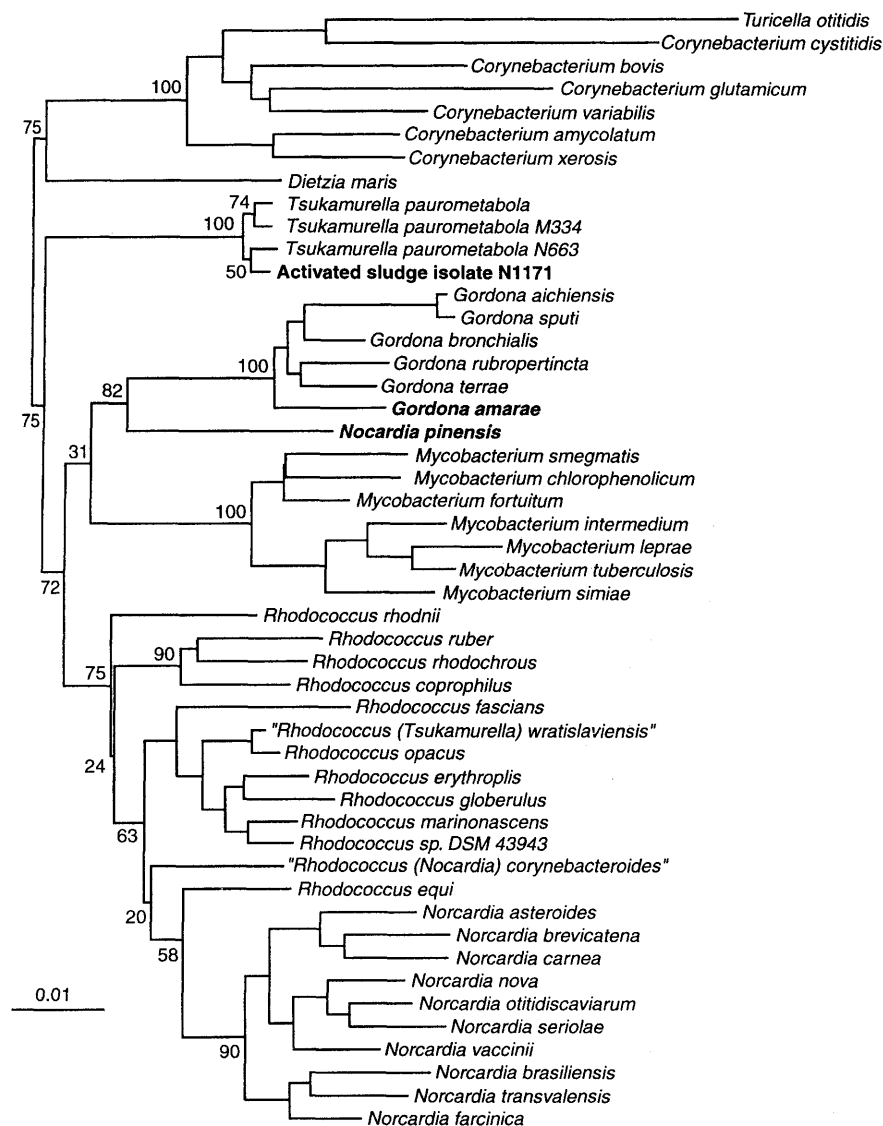 Turicella otitidis
Corynebacterium cystitidis
Corynebacterium bovis
100
Corynebacterium glutamicum
Corynebacterium variabilis
75
Corynebacterium amycolatum
Corynebacterium xerosis
Dietzia maris
74
Tsukamurella paurometabola
100
Tsukamurella paurometabola M334
Tsukamurella paurometabola N663
50
Activated sludge isolate N1171
Gordona aichiensis
Gordona sputi
Gordona bronchialis
100
Gordona rubropertincta
82
Gordona terrae
Gordona amarae
75
Nocardia pinensis
31
Mycobacterium smegmatis
Mycobacterium chlorophenolicum
Mycobacterium fortuitum
100
Mycobacterium intermedium
Mycobacterium leprae
Mycobacterium tuberculosis
72
Mycobacterium simiae
Rhodococcus rhodnii
Rhodococcus ruber
90
Rhodococcus rhodochrous
75
Rhodococcus coprophilus
Rhodococcus fascians
"Rhodococcus (Tsukamurella) wratislaviensis"
Rhodococcus opacus
24
Rhodococcus erythroplis
Rhodococcus globerulus
Rhodococcus marinonascens
63
Rhodococcus sp. DSM 43943
"Rhodococcus (Nocardia) corynebacteroides"
Rhodococcus equi
20
Norcardia asteroides
Norcardia brevicatena
58
Norcardia carnea
Norcardia nova
0.01
Norcardia otitidiscaviarum
Norcardia seriolae
90
Norcardia vaccinii
Norcardia brasiliensis
Norcardia transvalensis
Norcardia farcinica